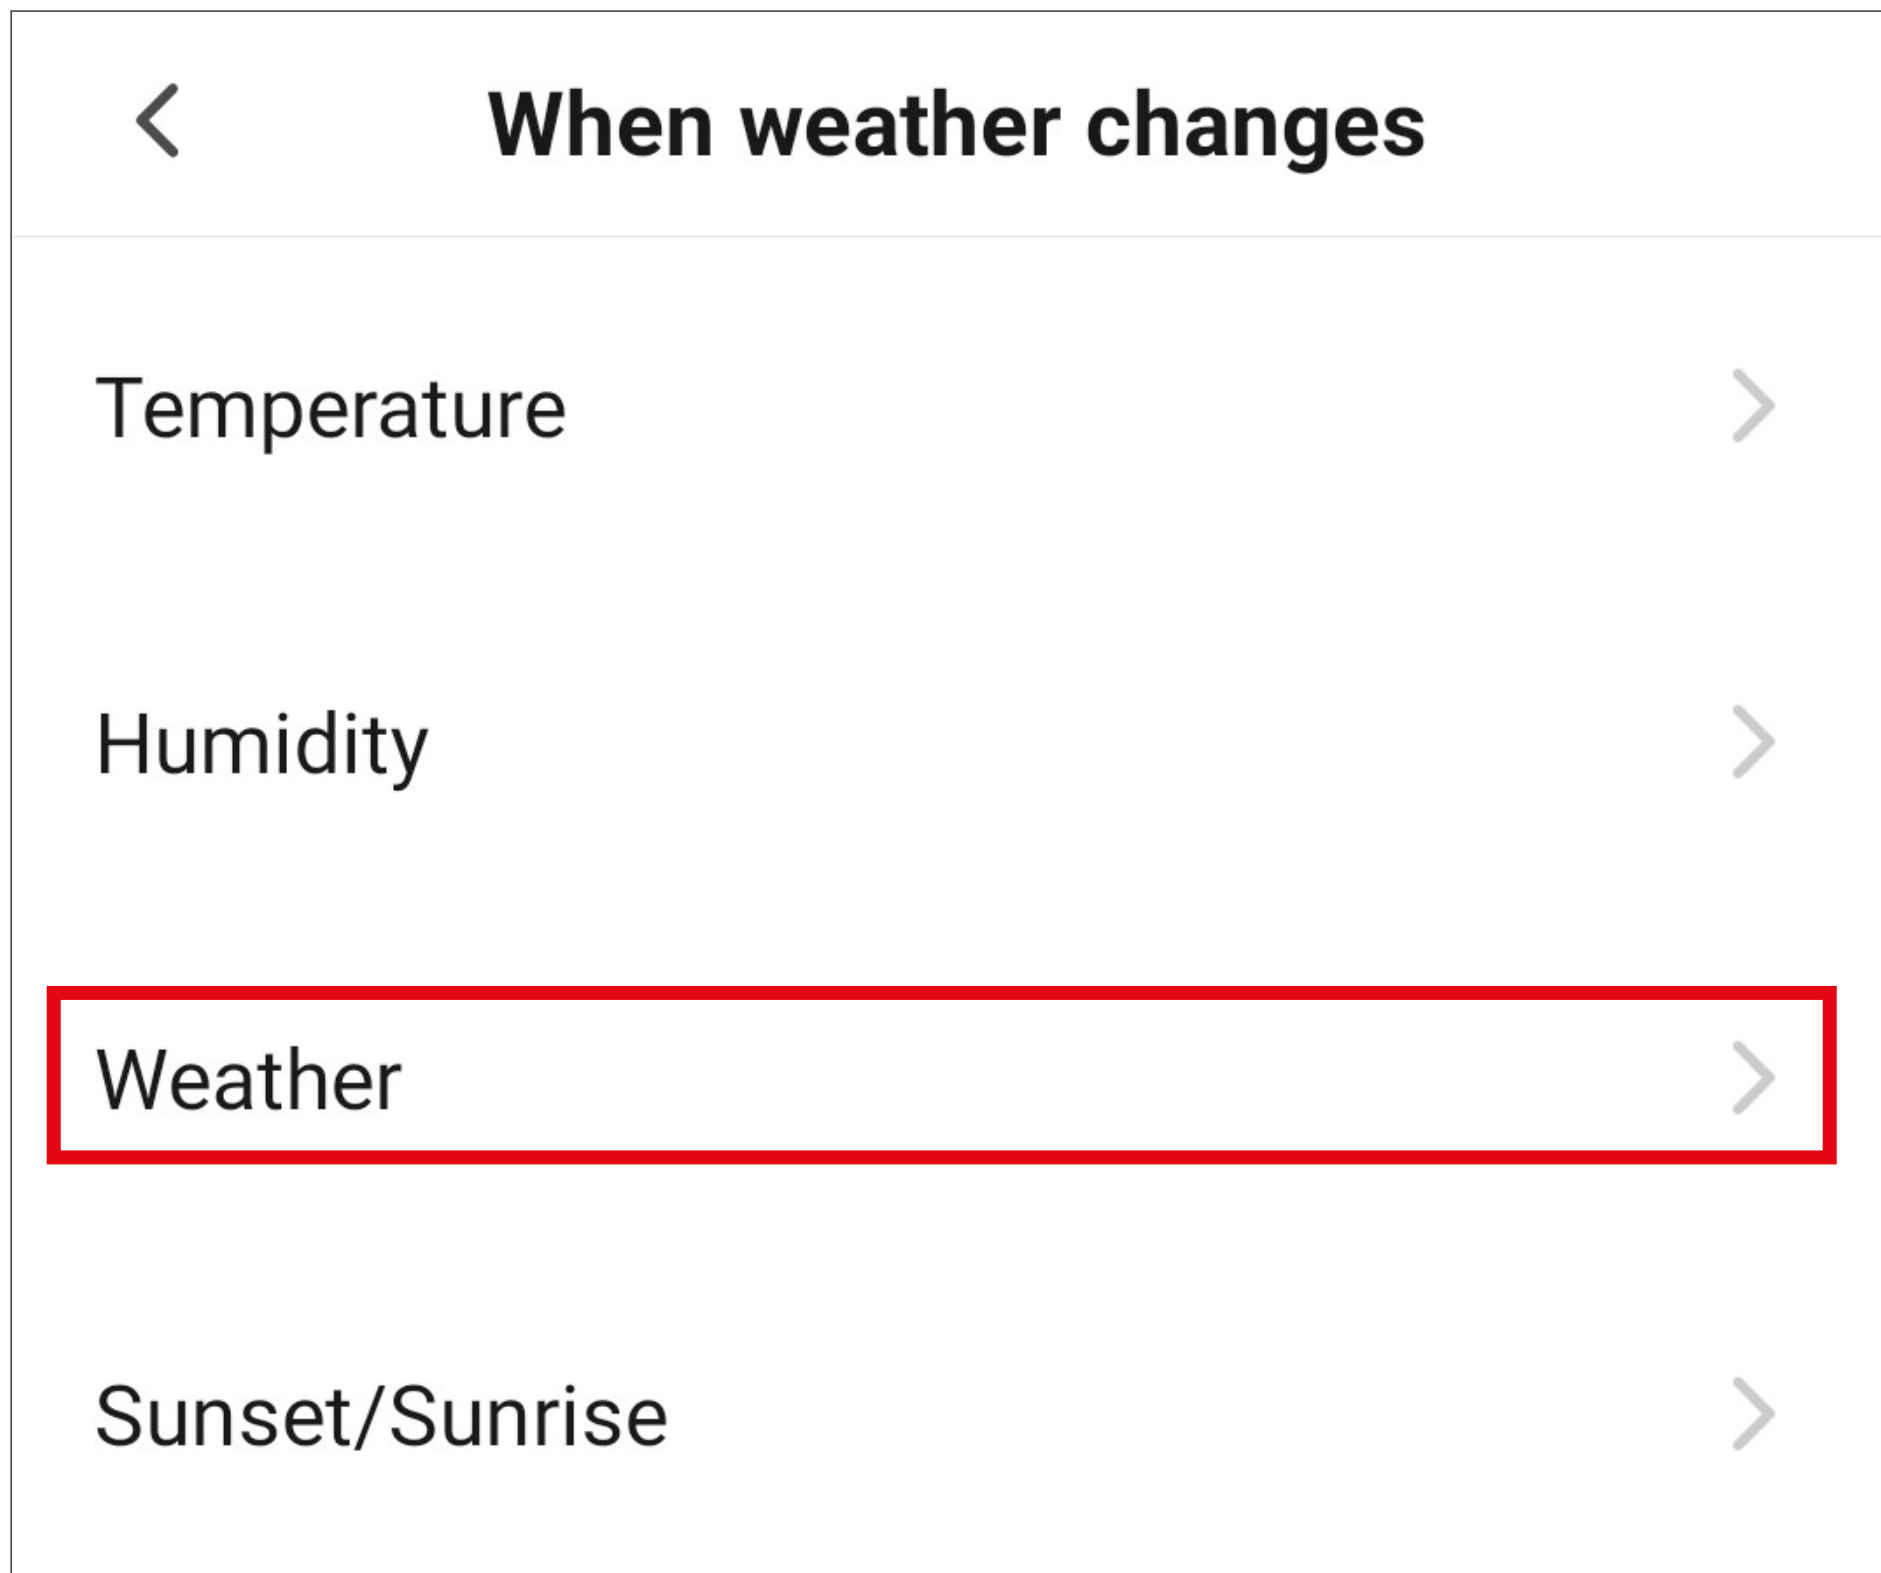 When weather changes
Temperature
Humidity
Weather
Sunset/Sunrise